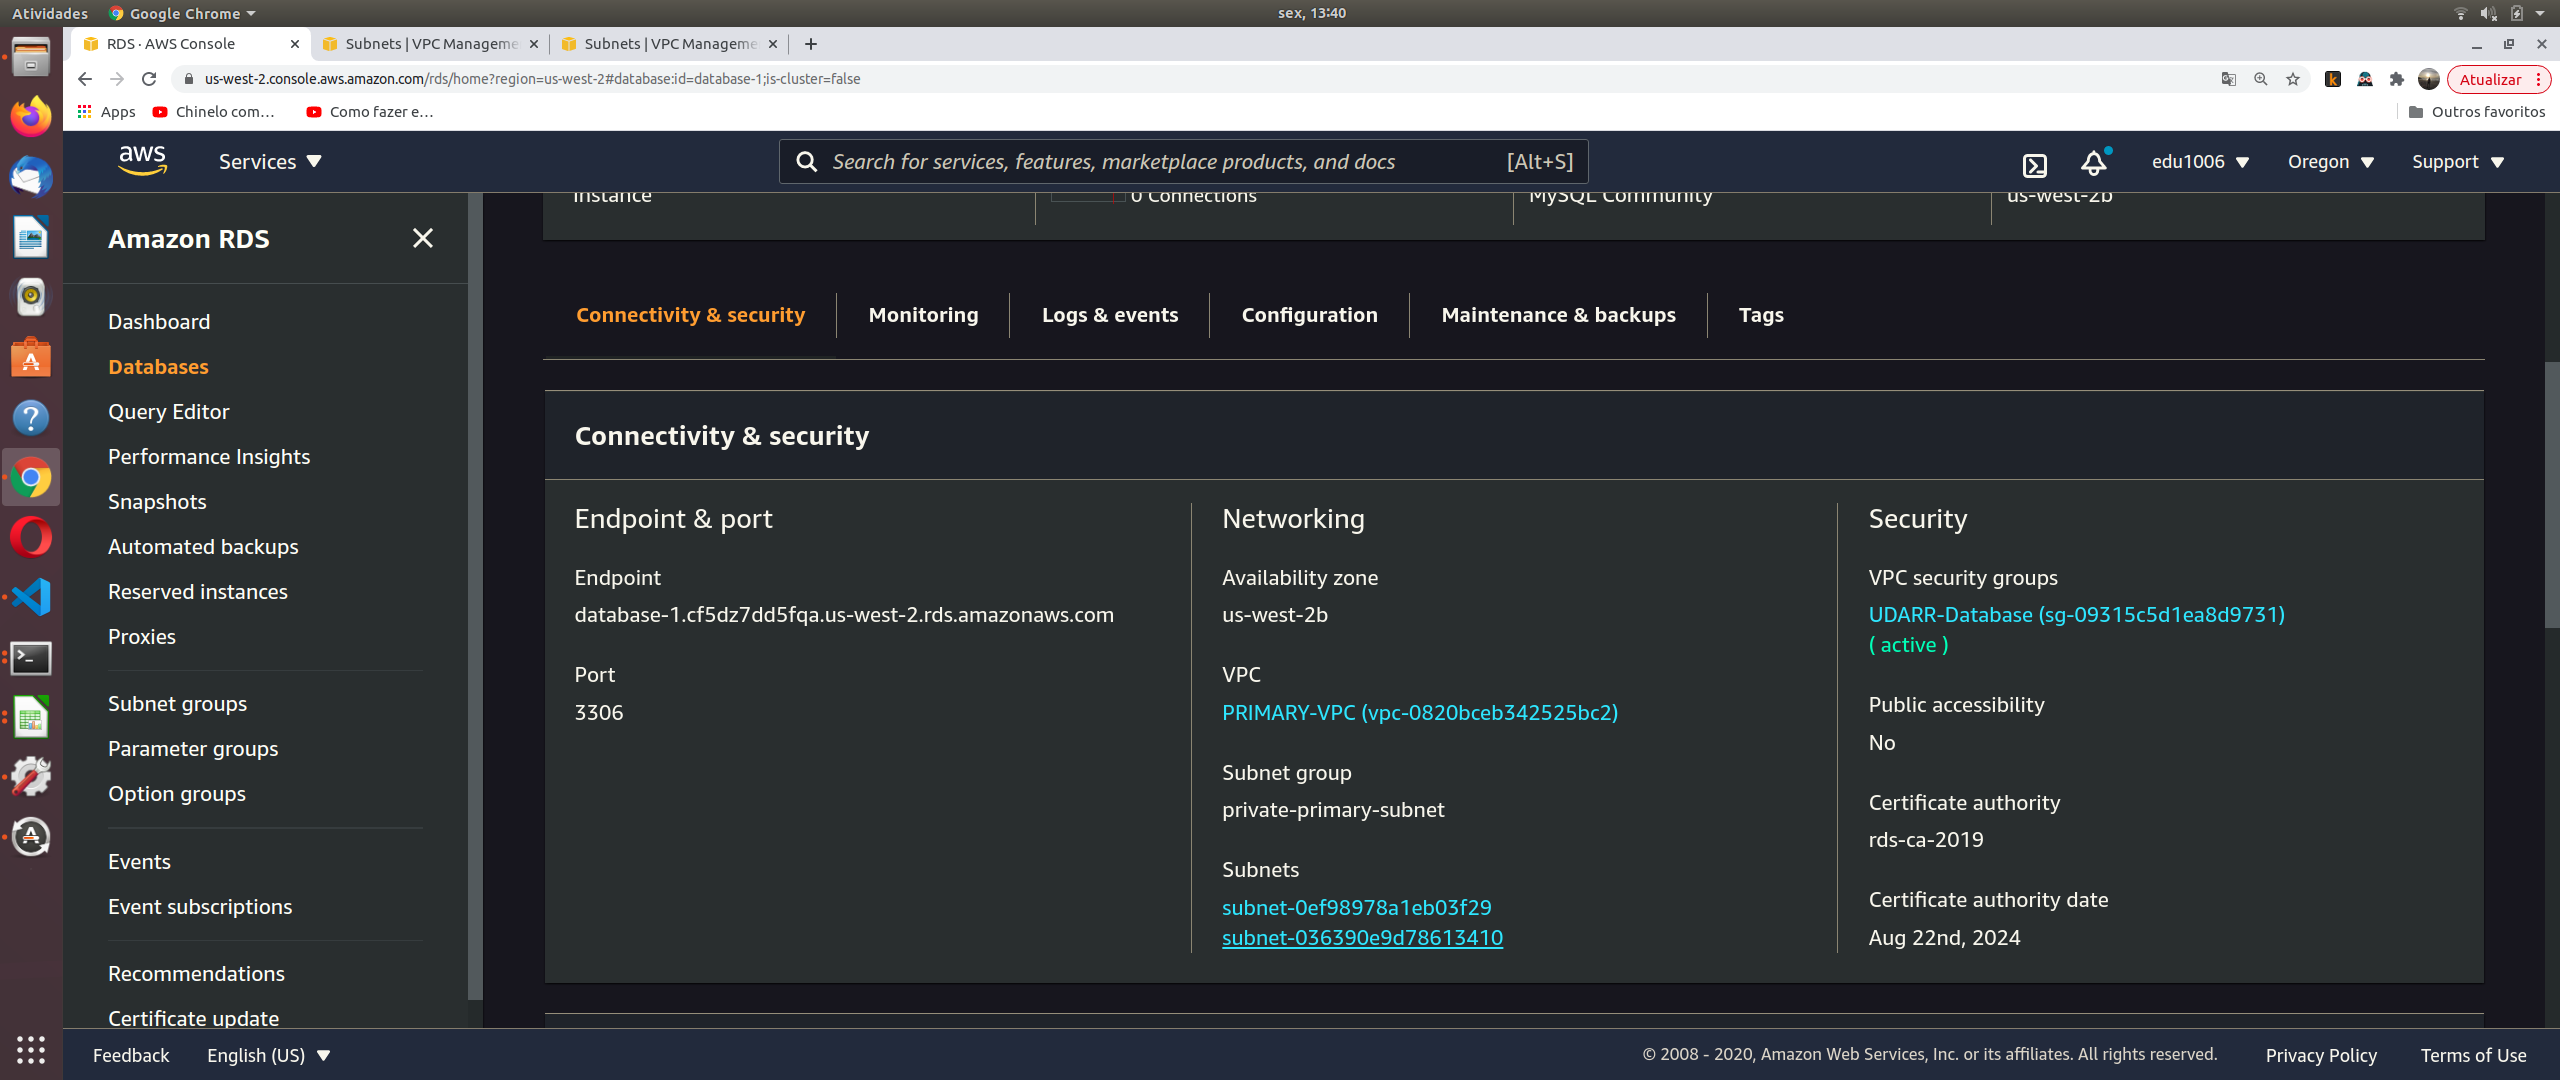 Atividades
Google Chrome
sex, 13:40
RDS · AWS Console
Subnets | VPC Manageme
Subnets | VPC Manageme
us-west-2.console.aws.amazon.com/rds/home?region=us-west-2#database:id=database-1;is-cluster=false
Atualizar
Apps
Chinelo com...
Como fazer e...
Outros favoritos
aws
Services
Search for services, features, marketplace products, and docs
[Alt+S]
edu1006
Oregon
Support
Instance
0 Connections
MySQL Community
us-west-2b
Amazon RDS
Dashboard
Databases
Query Editor
Performance Insights
Snapshots
Automated backups
Reserved instances
Proxies
Subnet groups
Parameter groups
Option groups
Events
Event subscriptions
Recommendations
Certificate update
Connectivity & security
Monitoring
Logs & events
Configuration
Maintenance & backups
Tags
Connectivity & security
Endpoint & port
Endpoint
database-1.cf5dz7dd5fqa.us-west-2.rds.amazonaws.com
Port
3306
Networking
Availability zone
us-west-2b
VPC
PRIMARY-VPC (vpc-0820bceb342525bc2)
Subnet group
private-primary-subnet
Subnets
subnet-0ef98978a1eb03f29
subnet-036390e9d78613410
Security
VPC security groups
UDARR-Database (sg-09315c5d1ea8d9731)
( active )
Public accessibility
No
Certificate authority
rds-ca-2019
Certificate authority date
Aug 22nd, 2024
Feedback
English (US)
© 2008 - 2020, Amazon Web Services, Inc. or its affiliates. All rights reserved.
Privacy Policy
Terms of Use